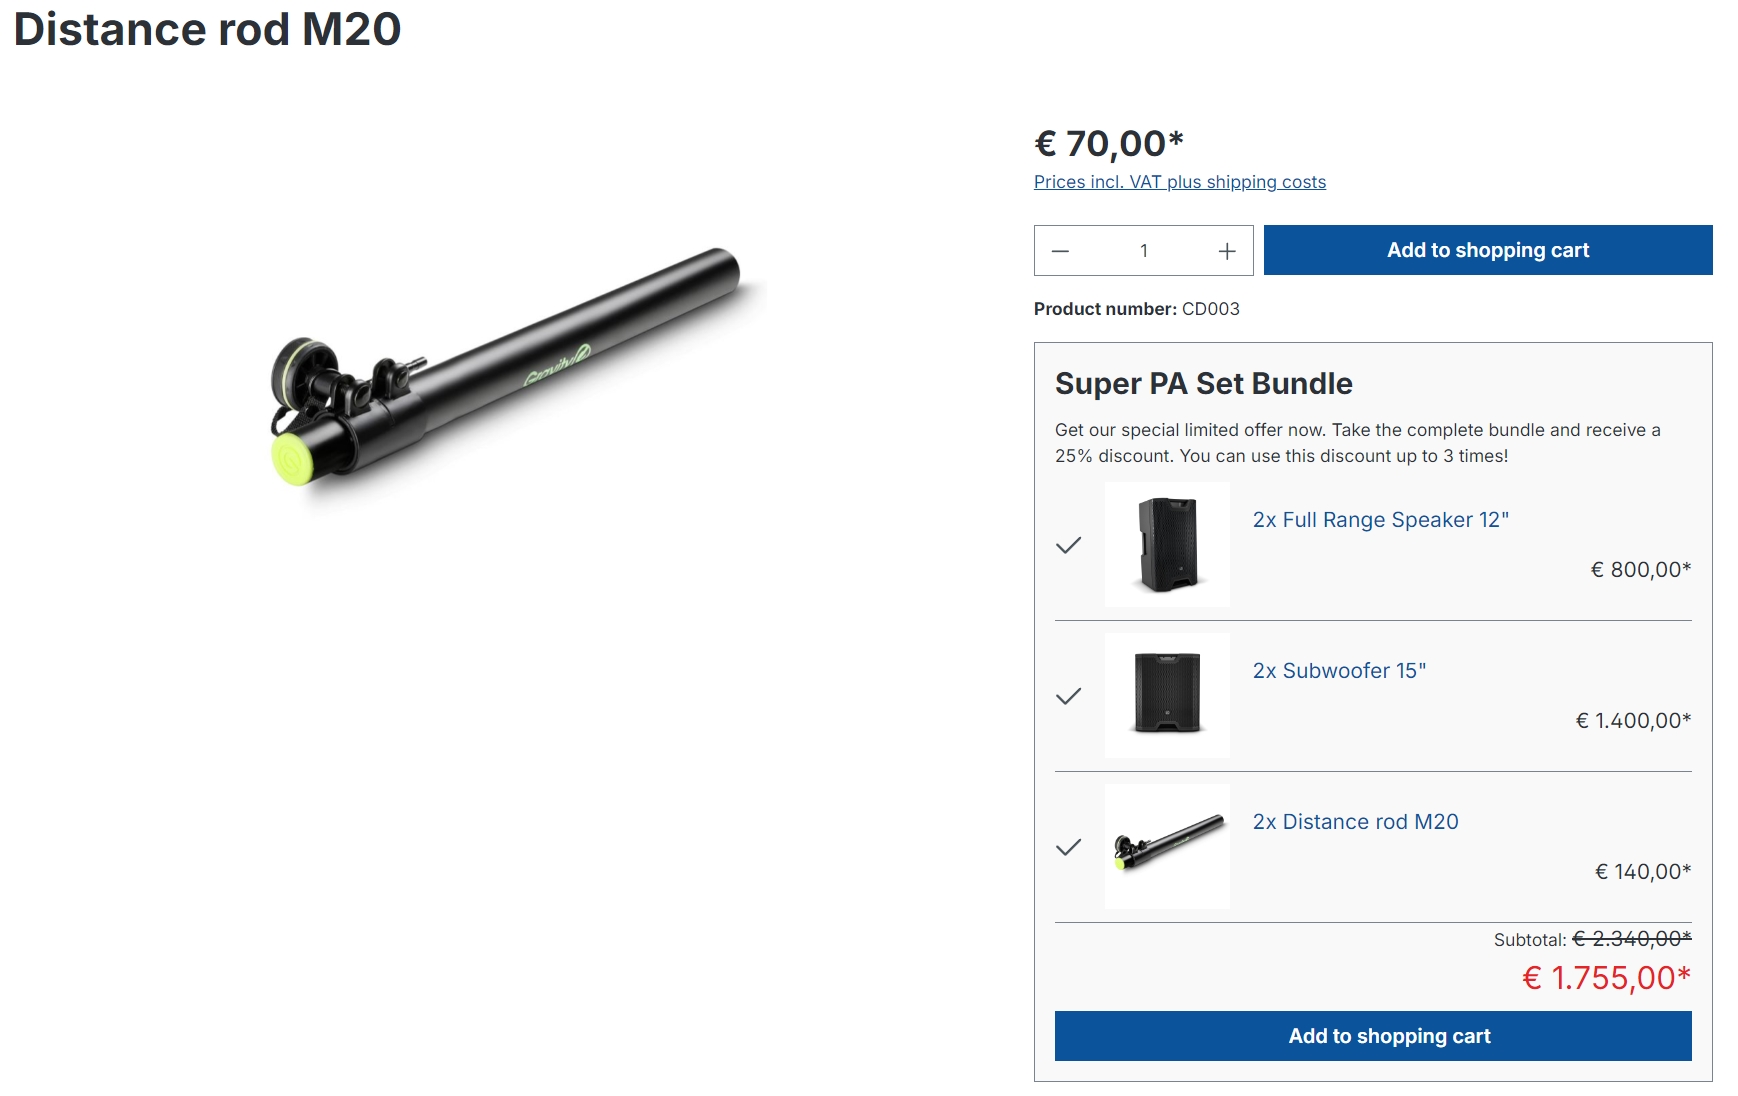 Distance rod M20
€ 70,00*
Prices incl. VAT plus shipping costs
1
Add to shopping cart
Product number: CD003
Gravity
Super PA Set Bundle
Get our special limited offer now. Take the complete bundle and receive a
25% discount. You can use this discount up to 3 times!
2x Full Range Speaker 12"
€ 800,00*
2x Subwoofer 15"
€ 1.400,00*
2x Distance rod M20
€ 140,00*
Subtotal: € 2.340,00*
€ 1.755,00*
Add to shopping cart